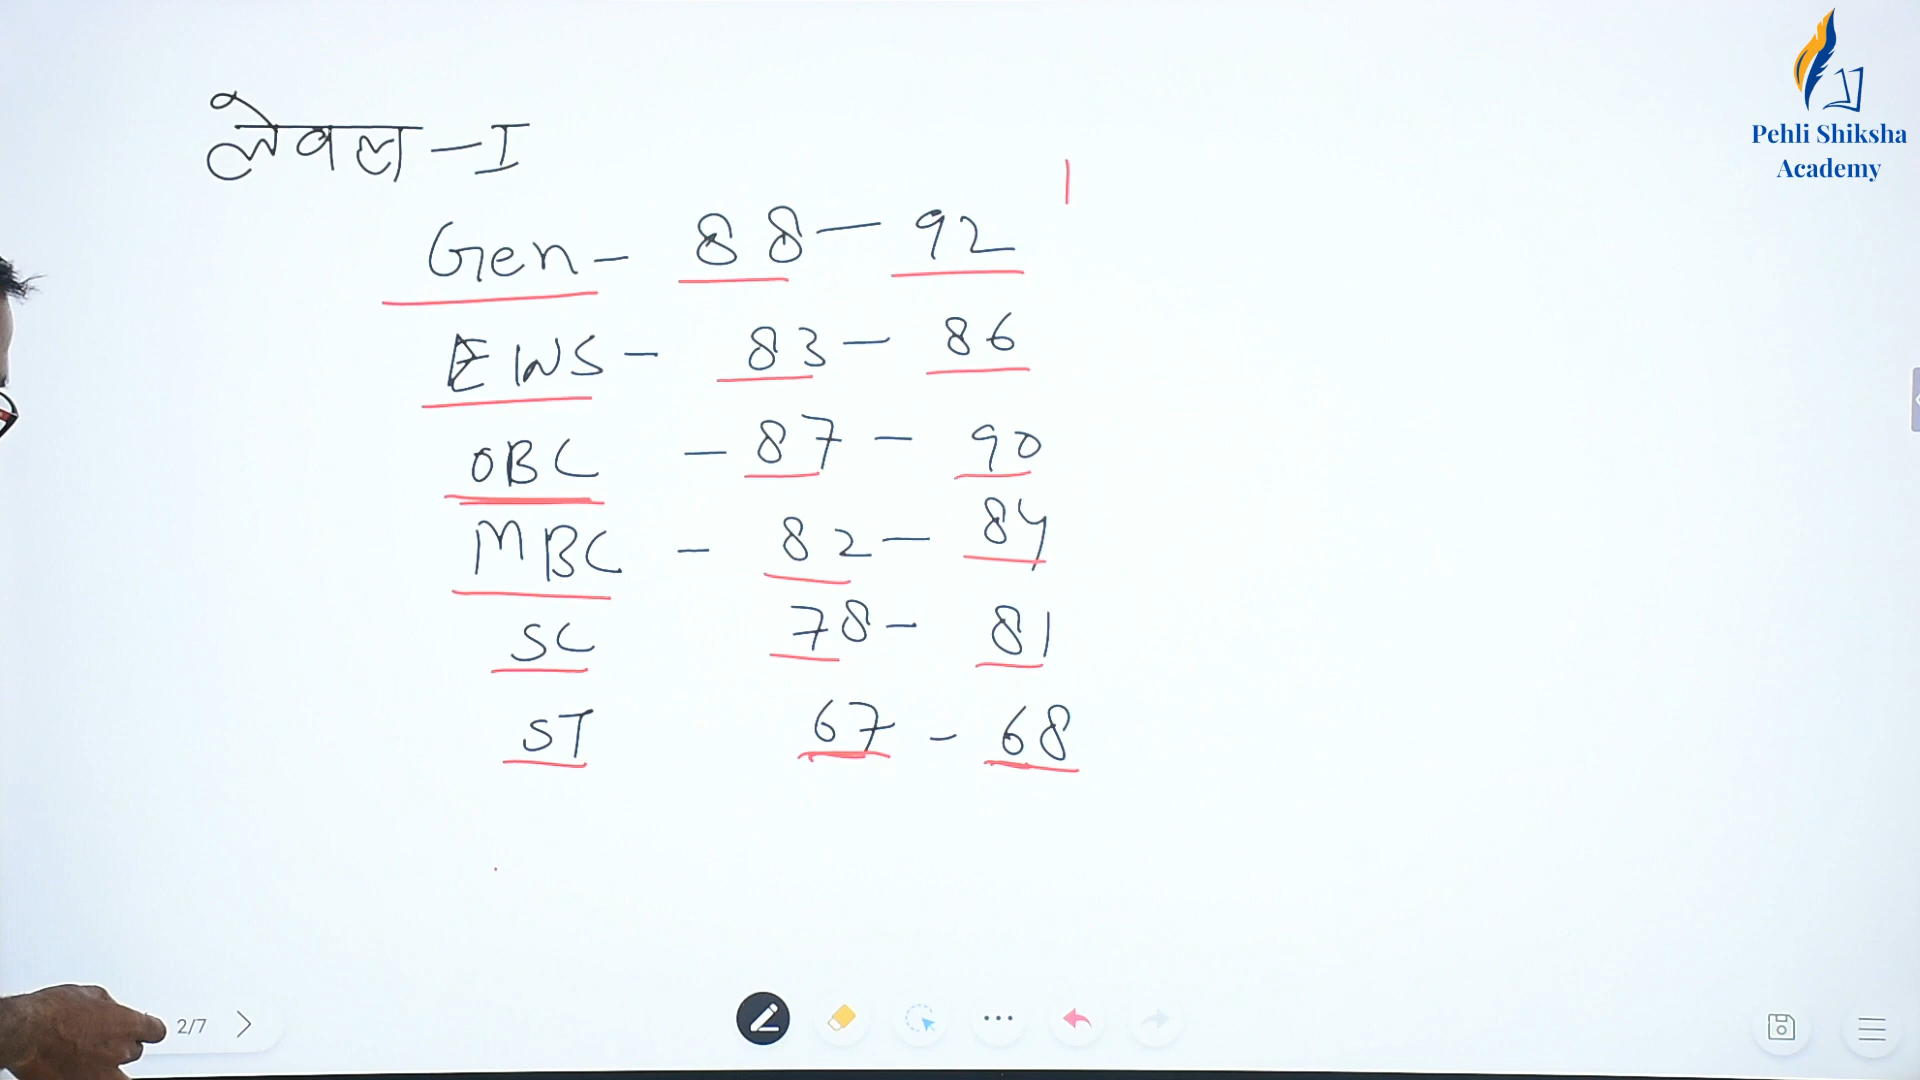 Pehli Shiksha
Academy
लेवल - I
Gen - 88 - 92
EWS - 83 - 86
OBC - 87 - 90
MBC - 82 - 84
SC 78 - 81
ST 67 - 68
2/7